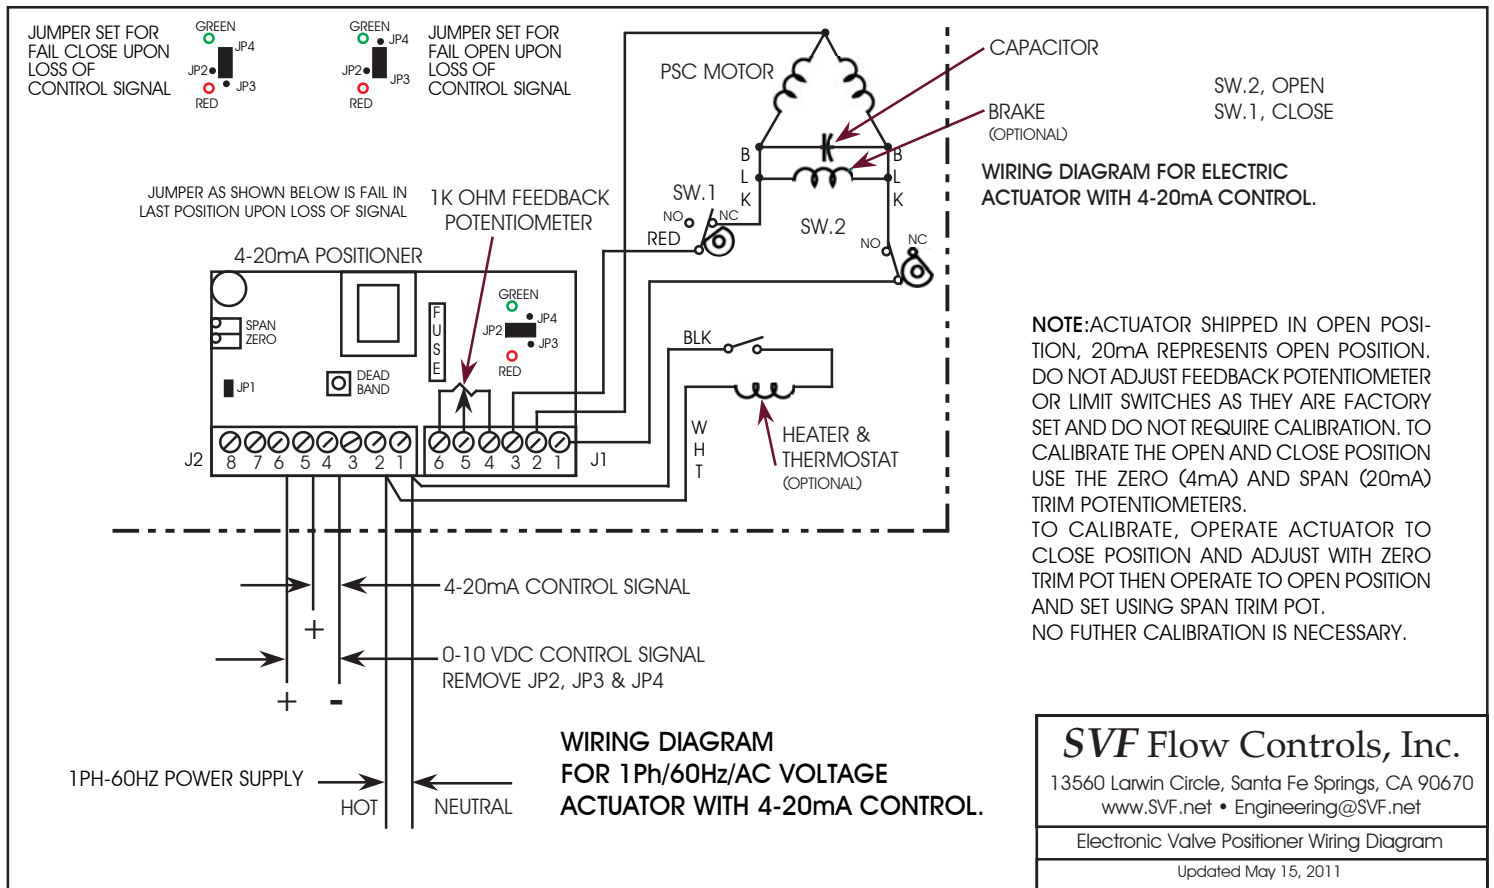 JUMPER SET FOR
FAIL CLOSE UPON
LOSS OF
CONTROL SIGNAL
GREEN
JP4
JP2
JP3
RED
GREEN
JP4
JP2
JP3
RED
JUMPER SET FOR
FAIL OPEN UPON
LOSS OF
CONTROL SIGNAL
PSC MOTOR
CAPACITOR
BRAKE
(OPTIONAL)
SW.2, OPEN
SW.1, CLOSE
WIRING DIAGRAM FOR ELECTRIC
ACTUATOR WITH 4-20mA CONTROL.
B
L
K
B
L
K
JUMPER AS SHOWN BELOW IS FAIL IN
LAST POSITION UPON LOSS OF SIGNAL
1K OHM FEEDBACK
POTENTIOMETER
SW.1
NO
NC
RED
SW.2
NO
NC
4-20mA POSITIONER
SPAN
ZERO
JP1
DEAD
BAND
F
U
S
E
GREEN
JP4
JP2
JP3
RED
BLK
W
H
T
HEATER &
THERMOSTAT
(OPTIONAL)
J2
8 7 6 5 4 3 2 1
6 5 4 3 2 1
J1
NOTE:ACTUATOR SHIPPED IN OPEN POSI-
TION, 20mA REPRESENTS OPEN POSITION.
DO NOT ADJUST FEEDBACK POTENTIOMETER
OR LIMIT SWITCHES AS THEY ARE FACTORY
SET AND DO NOT REQUIRE CALIBRATION. TO
CALIBRATE THE OPEN AND CLOSE POSITION
USE THE ZERO (4mA) AND SPAN (20mA)
TRIM POTENTIOMETERS.
TO CALIBRATE, OPERATE ACTUATOR TO
CLOSE POSITION AND ADJUST WITH ZERO
TRIM POT THEN OPERATE TO OPEN POSITION
AND SET USING SPAN TRIM POT.
NO FUTHER CALIBRATION IS NECESSARY.
4-20mA CONTROL SIGNAL
+
0-10 VDC CONTROL SIGNAL
REMOVE JP2, JP3 & JP4
+ -
1PH-60HZ POWER SUPPLY
HOT
NEUTRAL
WIRING DIAGRAM
FOR 1Ph/60Hz/AC VOLTAGE
ACTUATOR WITH 4-20mA CONTROL.
SVF Flow Controls, Inc.
13560 Larwin Circle, Santa Fe Springs, CA 90670
www.SVF.net • Engineering@SVF.net
Electronic Valve Positioner Wiring Diagram
Updated May 15, 2011